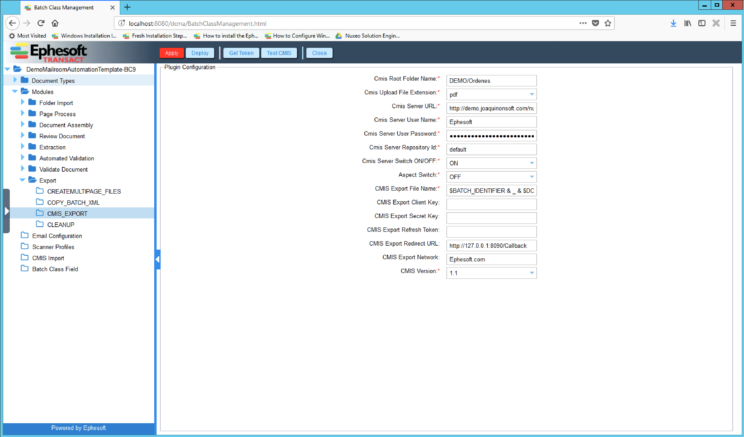 Batch Class Management
localhost:8080/dcma/BatchClassManagement.html
Most Visited Windows Installation I... Fresh Installation Step... How to install the Eph... How to Configure Win... Nuxeo Solution Engin...
Ephesoft
TRANSACT
Apply Deploy Get Token Test CMIS Close
DemoMailroomAutomationTemplate-BC9
Document Types
Modules
Folder Import
Page Process
Document Assembly
Review Document
Extraction
Automated Validation
Validate Document
Export
CREATEMULTIPAGE_FILES
COPY_BATCH_XML
CMIS_EXPORT
CLEANUP
Email Configuration
Scanner Profiles
CMIS Import
Batch Class Field
Powered by Ephesoft
Plugin Configuration
Cmis Root Folder Name:* DEMO/Ordenes
Cmis Upload File Extension:* pdf
Cmis Server URL:* http://demo.joaquinonsoft.com/nu
Cmis Server User Name:* Ephesoft
Cmis Server User Password:* ••••••••••••••••••••••••
Cmis Server Repository Id:* default
Cmis Server Switch ON/OFF:* ON
Aspect Switch:* OFF
CMIS Export File Name:* $BATCH_IDENTIFIER & _ & $DC
CMIS Export Client Key:
CMIS Export Secret Key:
CMIS Export Refresh Token:
CMIS Export Redirect URL: http://127.0.0.1:8090/Callback
CMIS Export Network: Ephesoft.com
CMIS Version:* 1.1